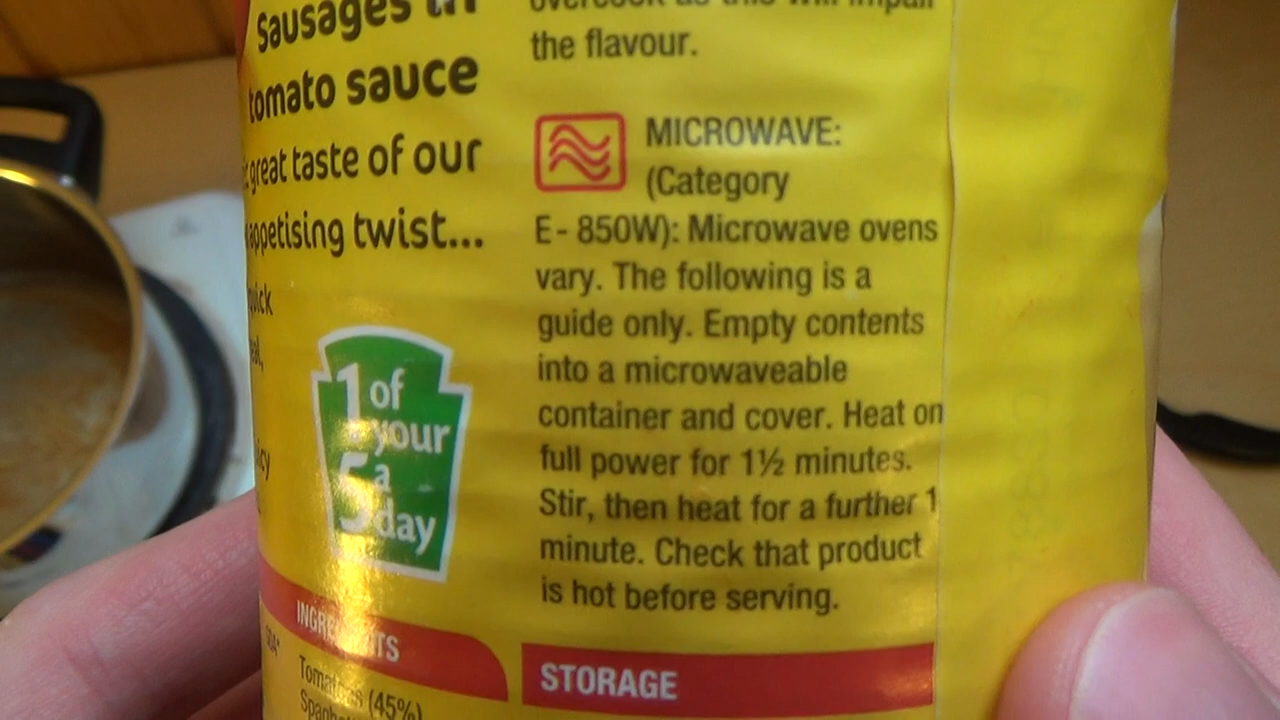 Sausages in
tomato sauce
great taste of our
appetising twist...
1 of
your
5 a
day
INGREDIENTS
Tomatoes (45%)
the flavour.
MICROWAVE:
(Category
E- 850W): Microwave ovens
vary. The following is a
guide only. Empty contents
into a microwaveable
container and cover. Heat on
full power for 1½ minutes.
Stir, then heat for a further 1
minute. Check that product
is hot before serving.
STORAGE